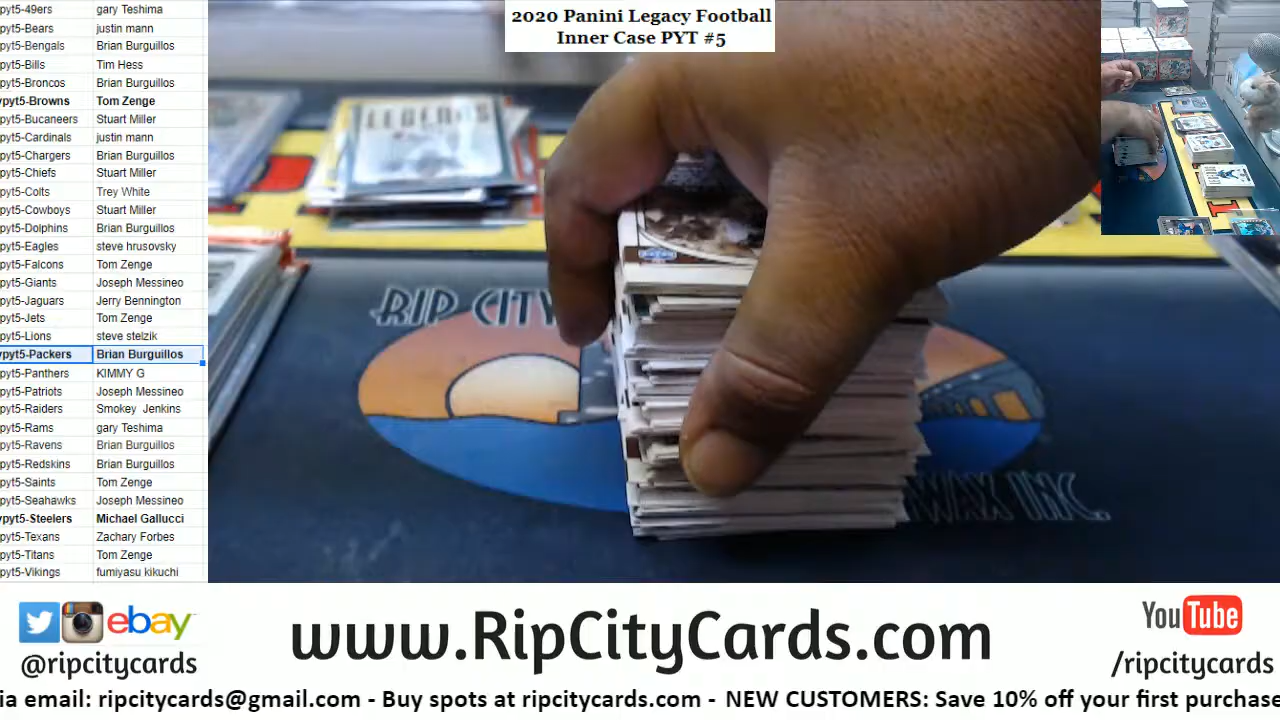 2020 Panini Legacy Football
Inner Case PYT #5
pyt5-49ers gary Teshima
pyt5-Bears justin mann
pyt5-Bengals Brian Burguillos
pyt5-Bills Tim Hess
pyt5-Broncos Brian Burguillos
pyt5-Browns Tom Zenge
pyt5-Bucaneers Stuart Miller
pyt5-Cardinals justin mann
pyt5-Chargers Brian Burguillos
pyt5-Chiefs Stuart Miller
pyt5-Colts Trey White
pyt5-Cowboys Stuart Miller
pyt5-Dolphins Brian Burguillos
pyt5-Eagles steve hrusovsky
pyt5-Falcons Tom Zenge
pyt5-Giants Joseph Messineo
pyt5-Jaguars Jerry Bennington
pyt5-Jets Tom Zenge
pyt5-Lions steve stelzik
ypyt5-Packers Brian Burguillos
pyt5-Panthers KIMMY G
pyt5-Patriots Joseph Messineo
pyt5-Raiders Smokey Jenkins
pyt5-Rams gary Teshima
pyt5-Ravens Brian Burguillos
pyt5-Redskins Brian Burguillos
pyt5-Saints Tom Zenge
pyt5-Seahawks Joseph Messineo
ypyt5-Steelers Michael Gallucci
pyt5-Texans Zachary Forbes
pyt5-Titans Tom Zenge
pyt5-Vikings fumiyasu kikuchi
LEGENDS
RIP CITY
WAX INC.
ebay
@ripcitycards
www.RipCityCards.com
YouTube
/ripcitycards
ia email: ripcitycards@gmail.com - Buy spots at ripcitycards.com - NEW CUSTOMERS: Save 10% off your first purchase